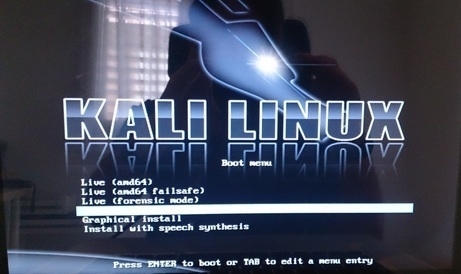 KALI LINUX
Boot menu
Live (amd64)
Live (amd64 failsafe)
Live (forensic mode)
Graphical install
Install with speech synthesis
Press ENTER to boot or TAB to edit a menu entry